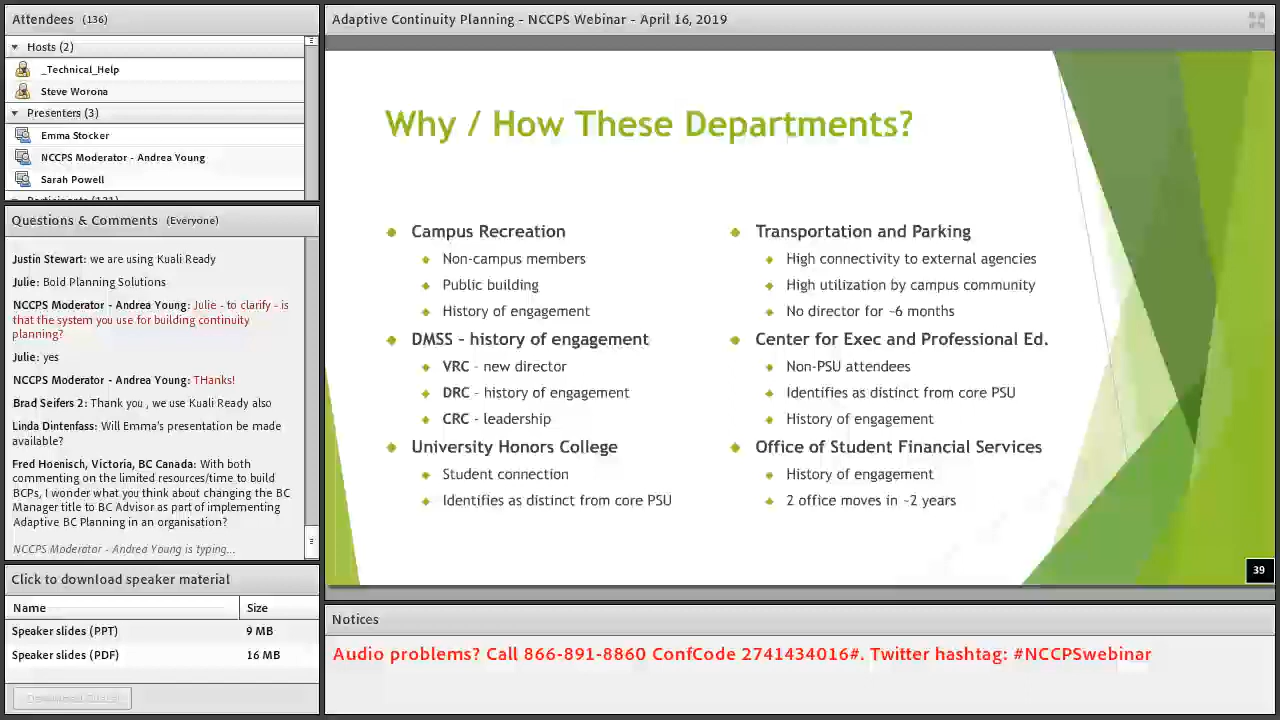 Attendees (136)
Hosts (2)
_Technical_Help
Steve Worona
Presenters (3)
Emma Stocker
NCCPS Moderator - Andrea Young
Sarah Powell
Questions & Comments (Everyone)
Justin Stewart: we are using Kuali Ready
Julie: Bold Planning Solutions
NCCPS Moderator - Andrea Young: Julie - to clarify - is
that the system you use for building continuity
planning?
Julie: yes
NCCPS Moderator - Andrea Young: THanks!
Brad Seifers 2: Thank you , we use Kuali Ready also
Linda Dintenfass: Will Emma's presentation be made
available?
Fred Hoenisch, Victoria, BC Canada: With both
commenting on the limited resources/time to build
BCPs, I wonder what you think about changing the BC
Manager title to BC Advisor as part of implementing
Adaptive BC Planning in an organisation?
NCCPS Moderator - Andrea Young is typing...
Click to download speaker material
Name Size
Speaker slides (PPT) 9 MB
Speaker slides (PDF) 16 MB
Adaptive Continuity Planning - NCCPS Webinar - April 16, 2019
Why / How These Departments?
Campus Recreation
Non-campus members
Public building
History of engagement
DMSS - history of engagement
VRC - new director
DRC - history of engagement
CRC - leadership
University Honors College
Student connection
Identifies as distinct from core PSU
Transportation and Parking
High connectivity to external agencies
High utilization by campus community
No director for ~6 months
Center for Exec and Professional Ed.
Non-PSU attendees
Identifies as distinct from core PSU
History of engagement
Office of Student Financial Services
History of engagement
2 office moves in ~2 years
39
Notices
Audio problems? Call 866-891-8860 ConfCode 2741434016#. Twitter hashtag: #NCCPSwebinar